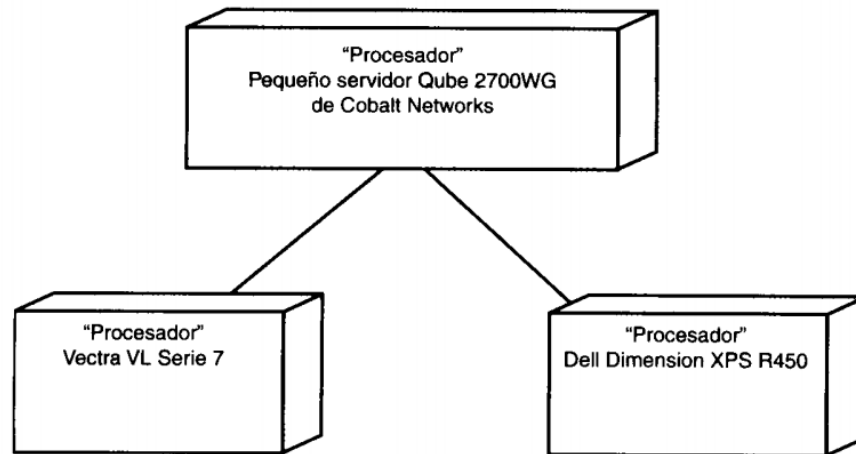 “Procesador”
Pequeño servidor Qube 2700WG
de Cobalt Networks
“Procesador”
Vectra VL Serie 7
“Procesador”
Dell Dimension XPS R450